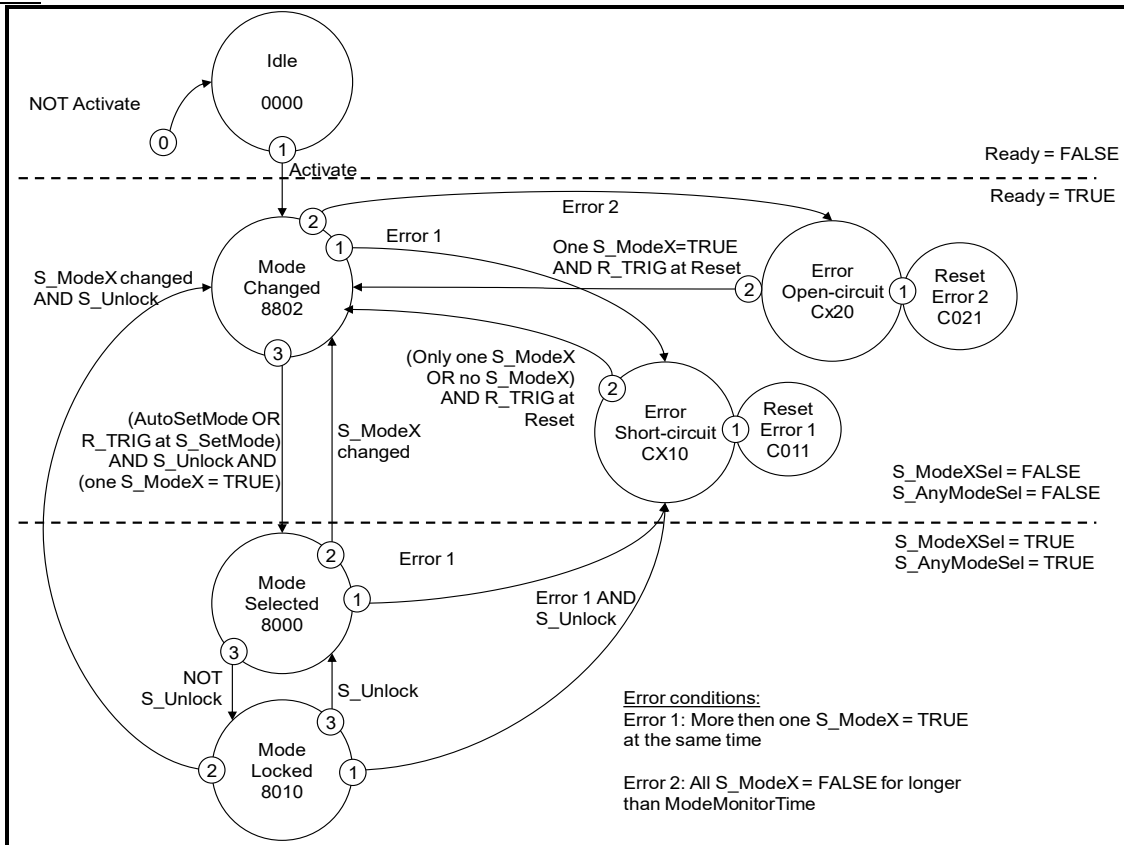 Idle
0000
NOT Activate
0
1
Activate
Ready = FALSE
Ready = TRUE
2
Error 2
1
Error 1
Mode
Changed
8802
3
S_ModeX changed
AND S_Unlock
One S_ModeX=TRUE
AND R_TRIG at Reset
2
Error
Open-circuit
Cx20
1
Reset
Error 2
C021
(Only one S_ModeX
OR no S_ModeX)
AND R_TRIG at
Reset
2
Error
Short-circuit
CX10
1
Reset
Error 1
C011
(AutoSetMode OR
R_TRIG at S_SetMode)
AND S_Unlock AND
(one S_ModeX = TRUE)
S_ModeX
changed
S_ModeXSel = FALSE
S_AnyModeSel = FALSE
S_ModeXSel = TRUE
S_AnyModeSel = TRUE
Mode
Selected
8000
2
1
Error 1
3
Error 1 AND
S_Unlock
NOT
S_Unlock
S_Unlock
3
Mode
Locked
8010
2
1
Error conditions:
Error 1: More then one S_ModeX = TRUE
at the same time
Error 2: All S_ModeX = FALSE for longer
than ModeMonitorTime